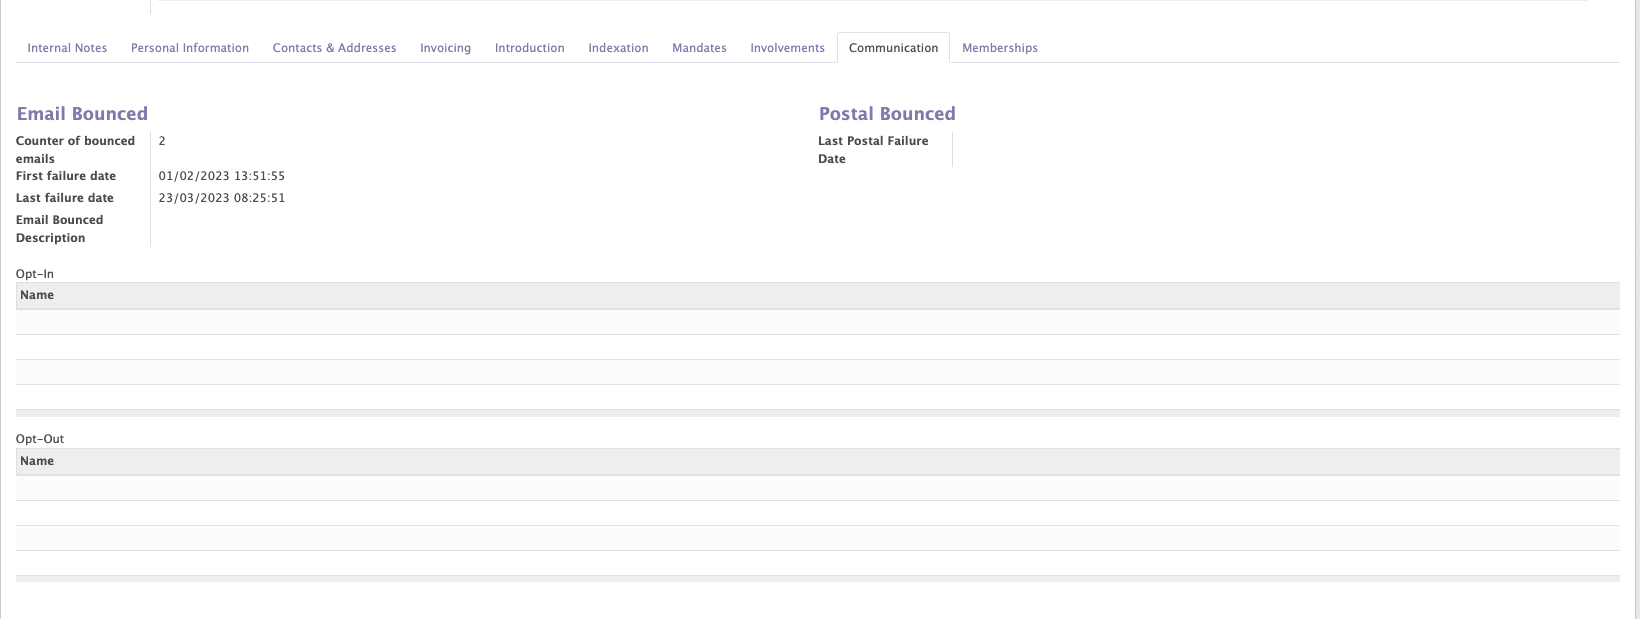 Internal Notes Personal Information Contacts & Addresses Invoicing Introduction Indexation Mandates Involvements Communication Memberships
Email Bounced
Counter of bounced emails 2
First failure date 01/02/2023 13:51:55
Last failure date 23/03/2023 08:25:51
Email Bounced
Description
Postal Bounced
Last Postal Failure
Date
Opt-In
Name
Opt-Out
Name